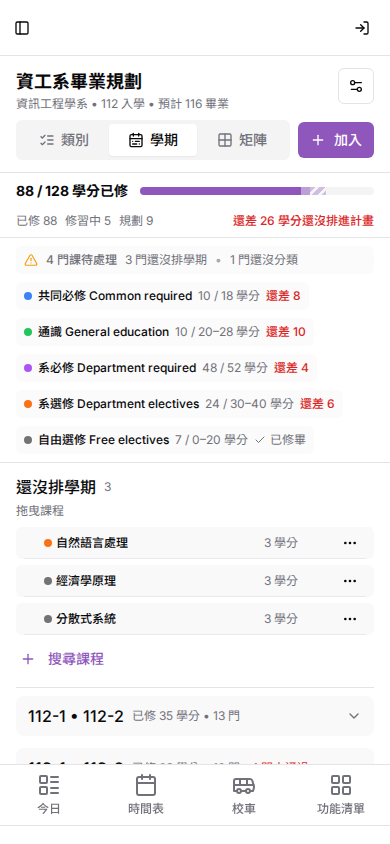 資工系畢業規劃
資訊工程學系 • 112 入學 • 預計 116 畢業
類別 學期 矩陣 加入
88 / 128 學分已修
已修 88 修習中 5 規劃 9 還差 26 學分還沒排進計畫
4 門課待處理 3 門還沒排學期 • 1 門還沒分類
共同必修 Common required 10 / 18 學分 還差 8
通識 General education 10 / 20–28 學分 還差 10
系必修 Department required 48 / 52 學分 還差 4
系選修 Department electives 24 / 30–40 學分 還差 6
自由選修 Free electives 7 / 0–20 學分 已修畢
還沒排學期 3
拖曳課程
自然語言處理 3 學分
經濟學原理 3 學分
分散式系統 3 學分
搜尋課程
112-1 • 112-2 已修 35 學分 • 13 門
今日 時間表 校車 功能清單